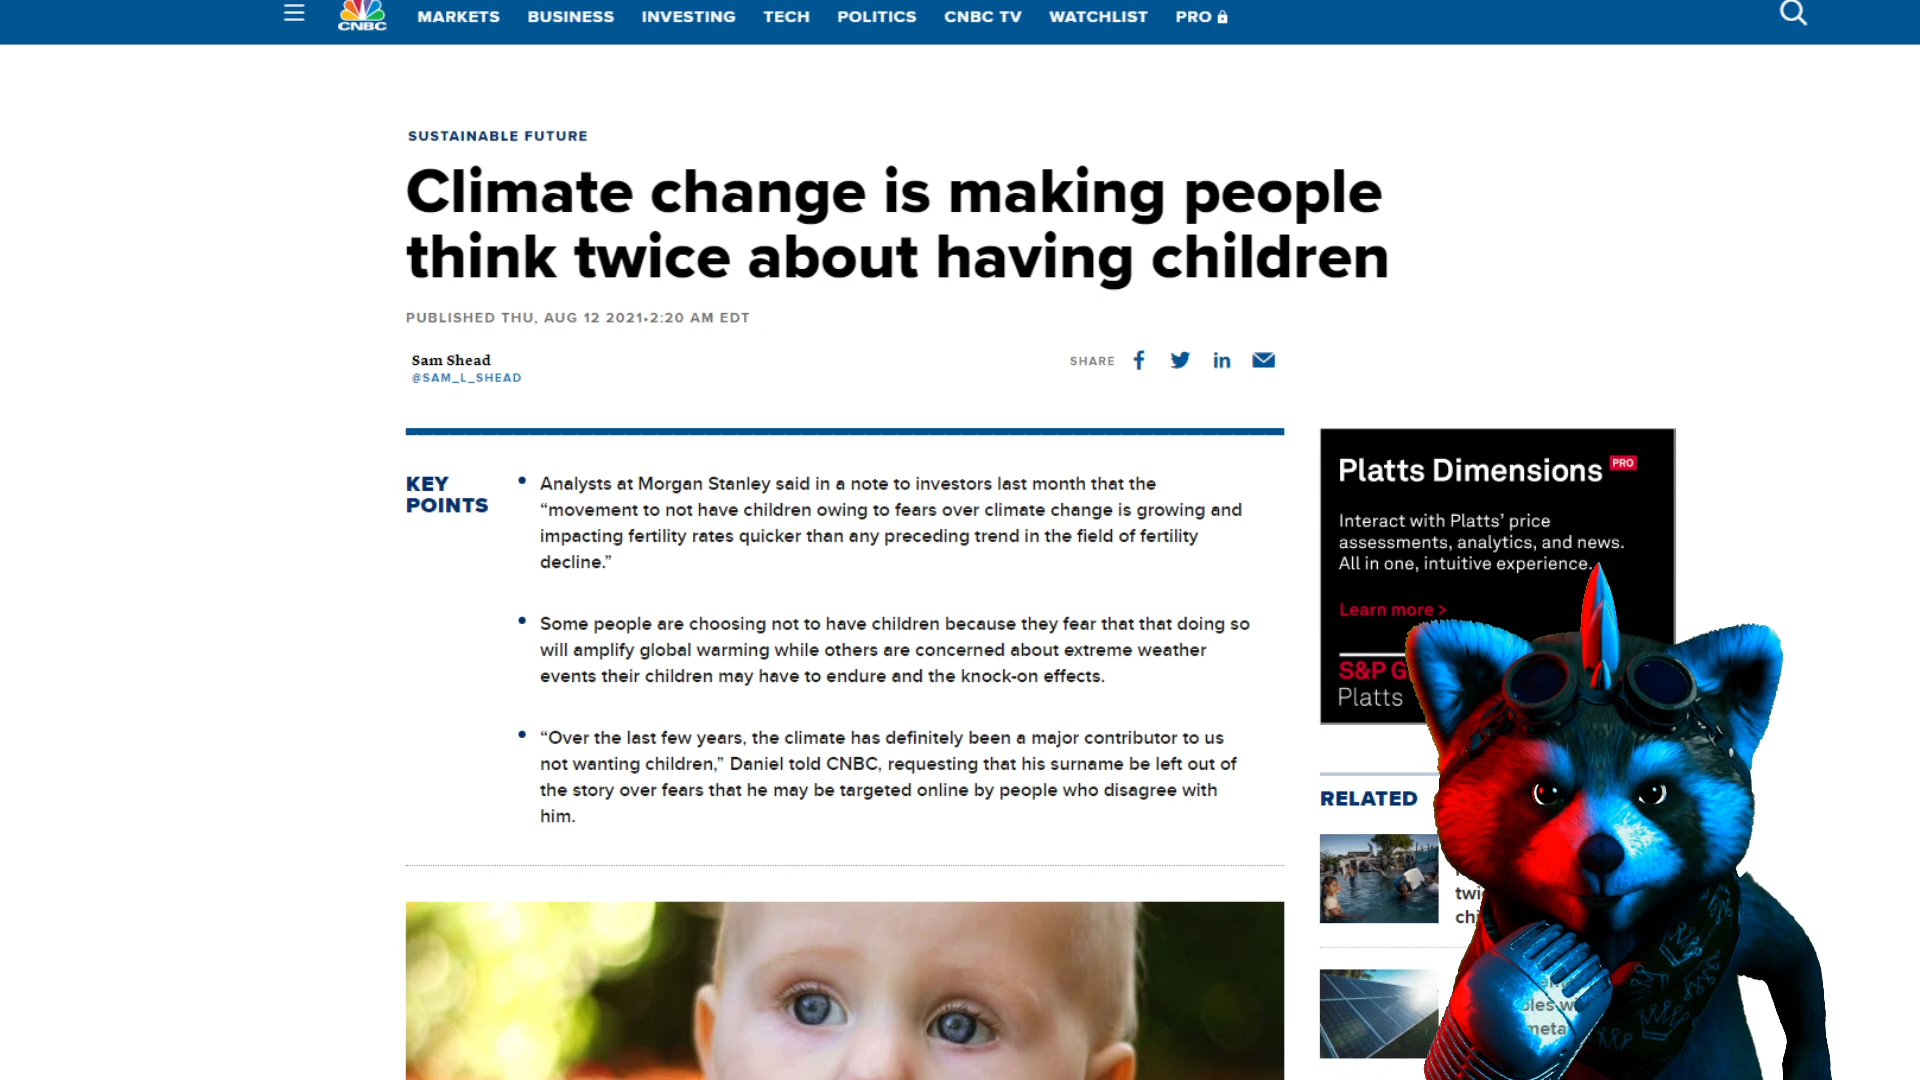 CNBC
MARKETS BUSINESS INVESTING TECH POLITICS CNBC TV WATCHLIST PRO
SUSTAINABLE FUTURE
Climate change is making people
think twice about having children
PUBLISHED THU, AUG 12 2021•2:20 AM EDT
Sam Shead
@SAM_L_SHEAD
SHARE
KEY
POINTS
• Analysts at Morgan Stanley said in a note to investors last month that the
“movement to not have children owing to fears over climate change is growing and
impacting fertility rates quicker than any preceding trend in the field of fertility
decline.”
• Some people are choosing not to have children because they fear that that doing so
will amplify global warming while others are concerned about extreme weather
events their children may have to endure and the knock-on effects.
• “Over the last few years, the climate has definitely been a major contributor to us
not wanting children,” Daniel told CNBC, requesting that his surname be left out of
the story over fears that he may be targeted online by people who disagree with
him.
Platts Dimensions PRO
Interact with Platts’ price
assessments, analytics, and news.
All in one, intuitive experience.
Learn more >
S&P G
Platts
RELATED